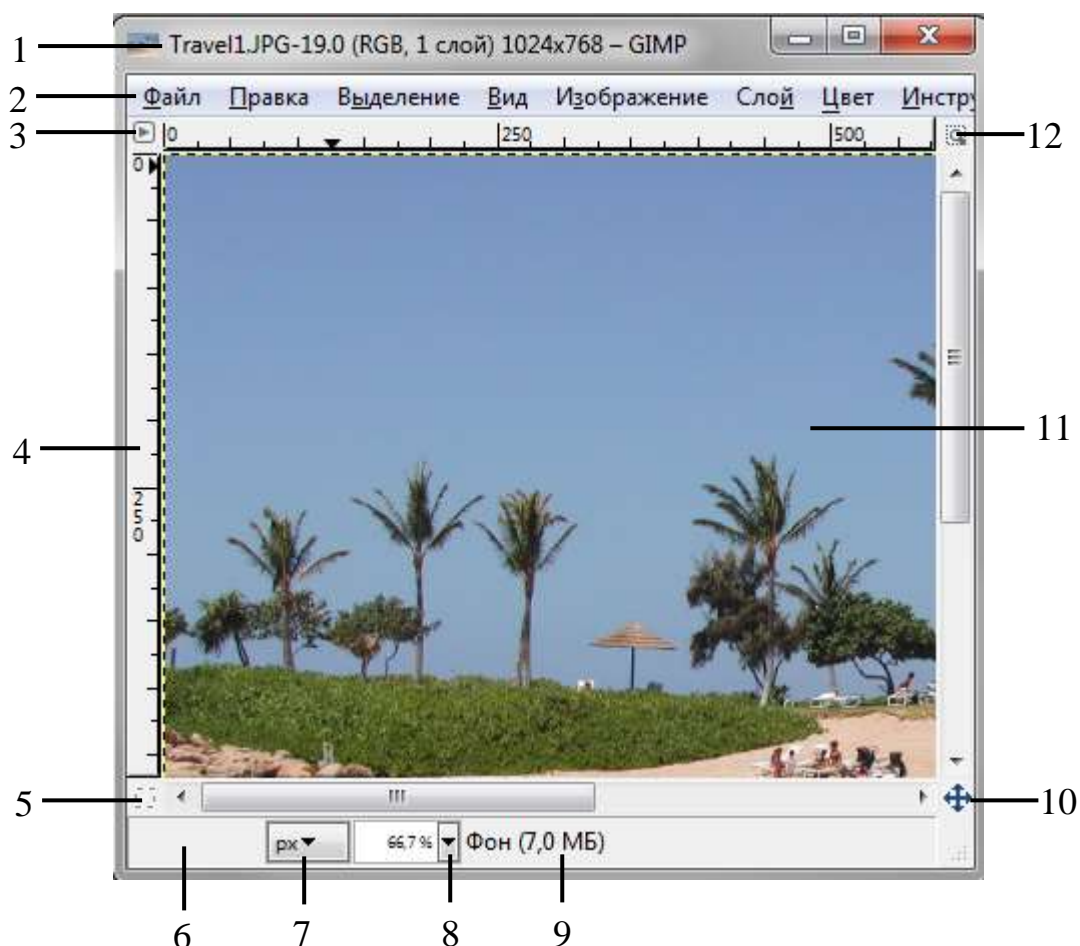 1
Travel1.JPG-19.0 (RGB, 1 слой) 1024x768 – GIMP
2
Файл Правка Выделение Вид Изображение Слой Цвет Инстру
3
0 250 500
12
0
4
11
250
5
10
px 66,7 % Фон (7,0 МБ)
6 7 8 9